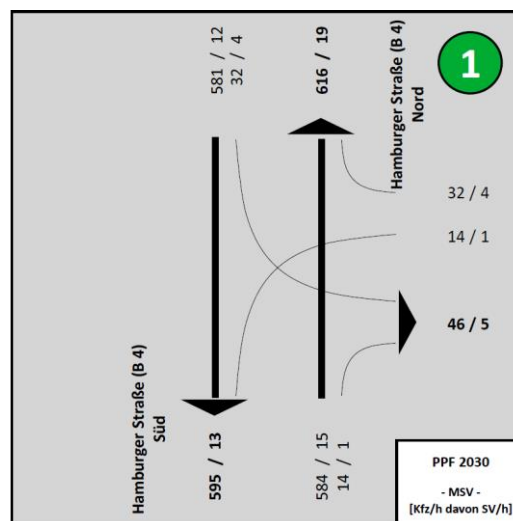 581 / 12
32 / 4
616 / 19
Hamburger Straße (B 4)
Nord
1
32 / 4
14 / 1
46 / 5
Hamburger Straße (B 4)
Süd
595 / 13
584 / 15
14 / 1
PPF 2030
- MSV -
[Kfz/h davon SV/h]